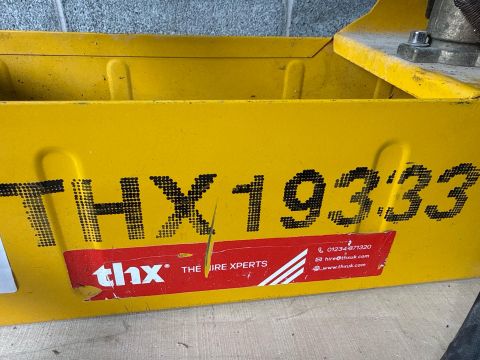 THX19333
thx® THE HIRE XPERTS
01234 871320
hire@thxuk.com
www.thxuk.com